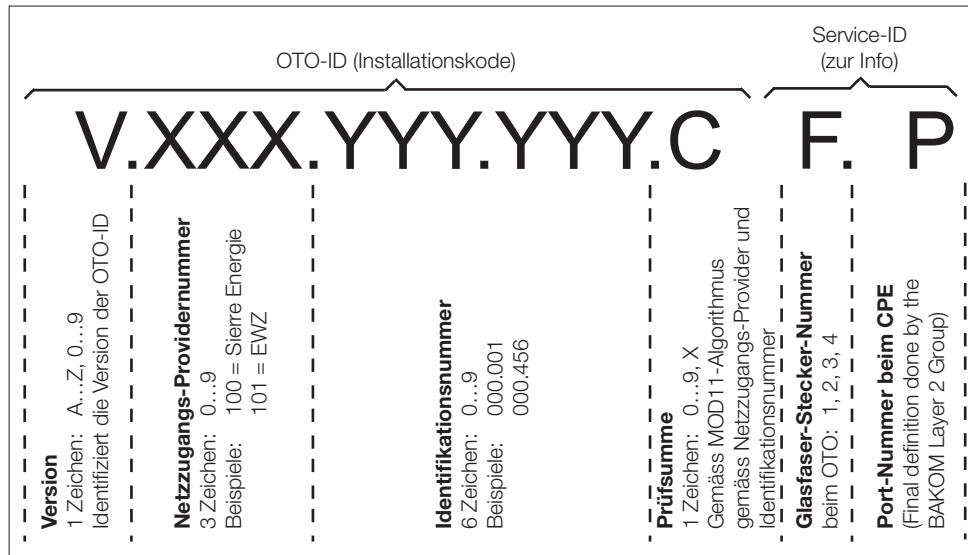 Service-ID
(zur Info)
OTO-ID (Installationskode)
V.XXX.YYY.YYY.C F. P
Version
1 Zeichen: A…Z, 0…9
Identifiziert die Version der OTO-ID
Netzzugangs-Providernummer
3 Zeichen: 0…9
Beispiele: 100 = Sierre Energie
101 = EWZ
Identifikationsnummer
6 Zeichen: 0…9
Beispiele: 000.001
000.456
Prüfsumme
1 Zeichen: 0…9, X
Gemäss MOD11-Algorithmus
gemäss Netzzugangs-Provider und
Identifikationsnummer
Glasfaser-Stecker-Nummer
beim OTO: 1, 2, 3, 4
Port-Nummer beim CPE
(Final definition done by the
BAKOM Layer 2 Group)